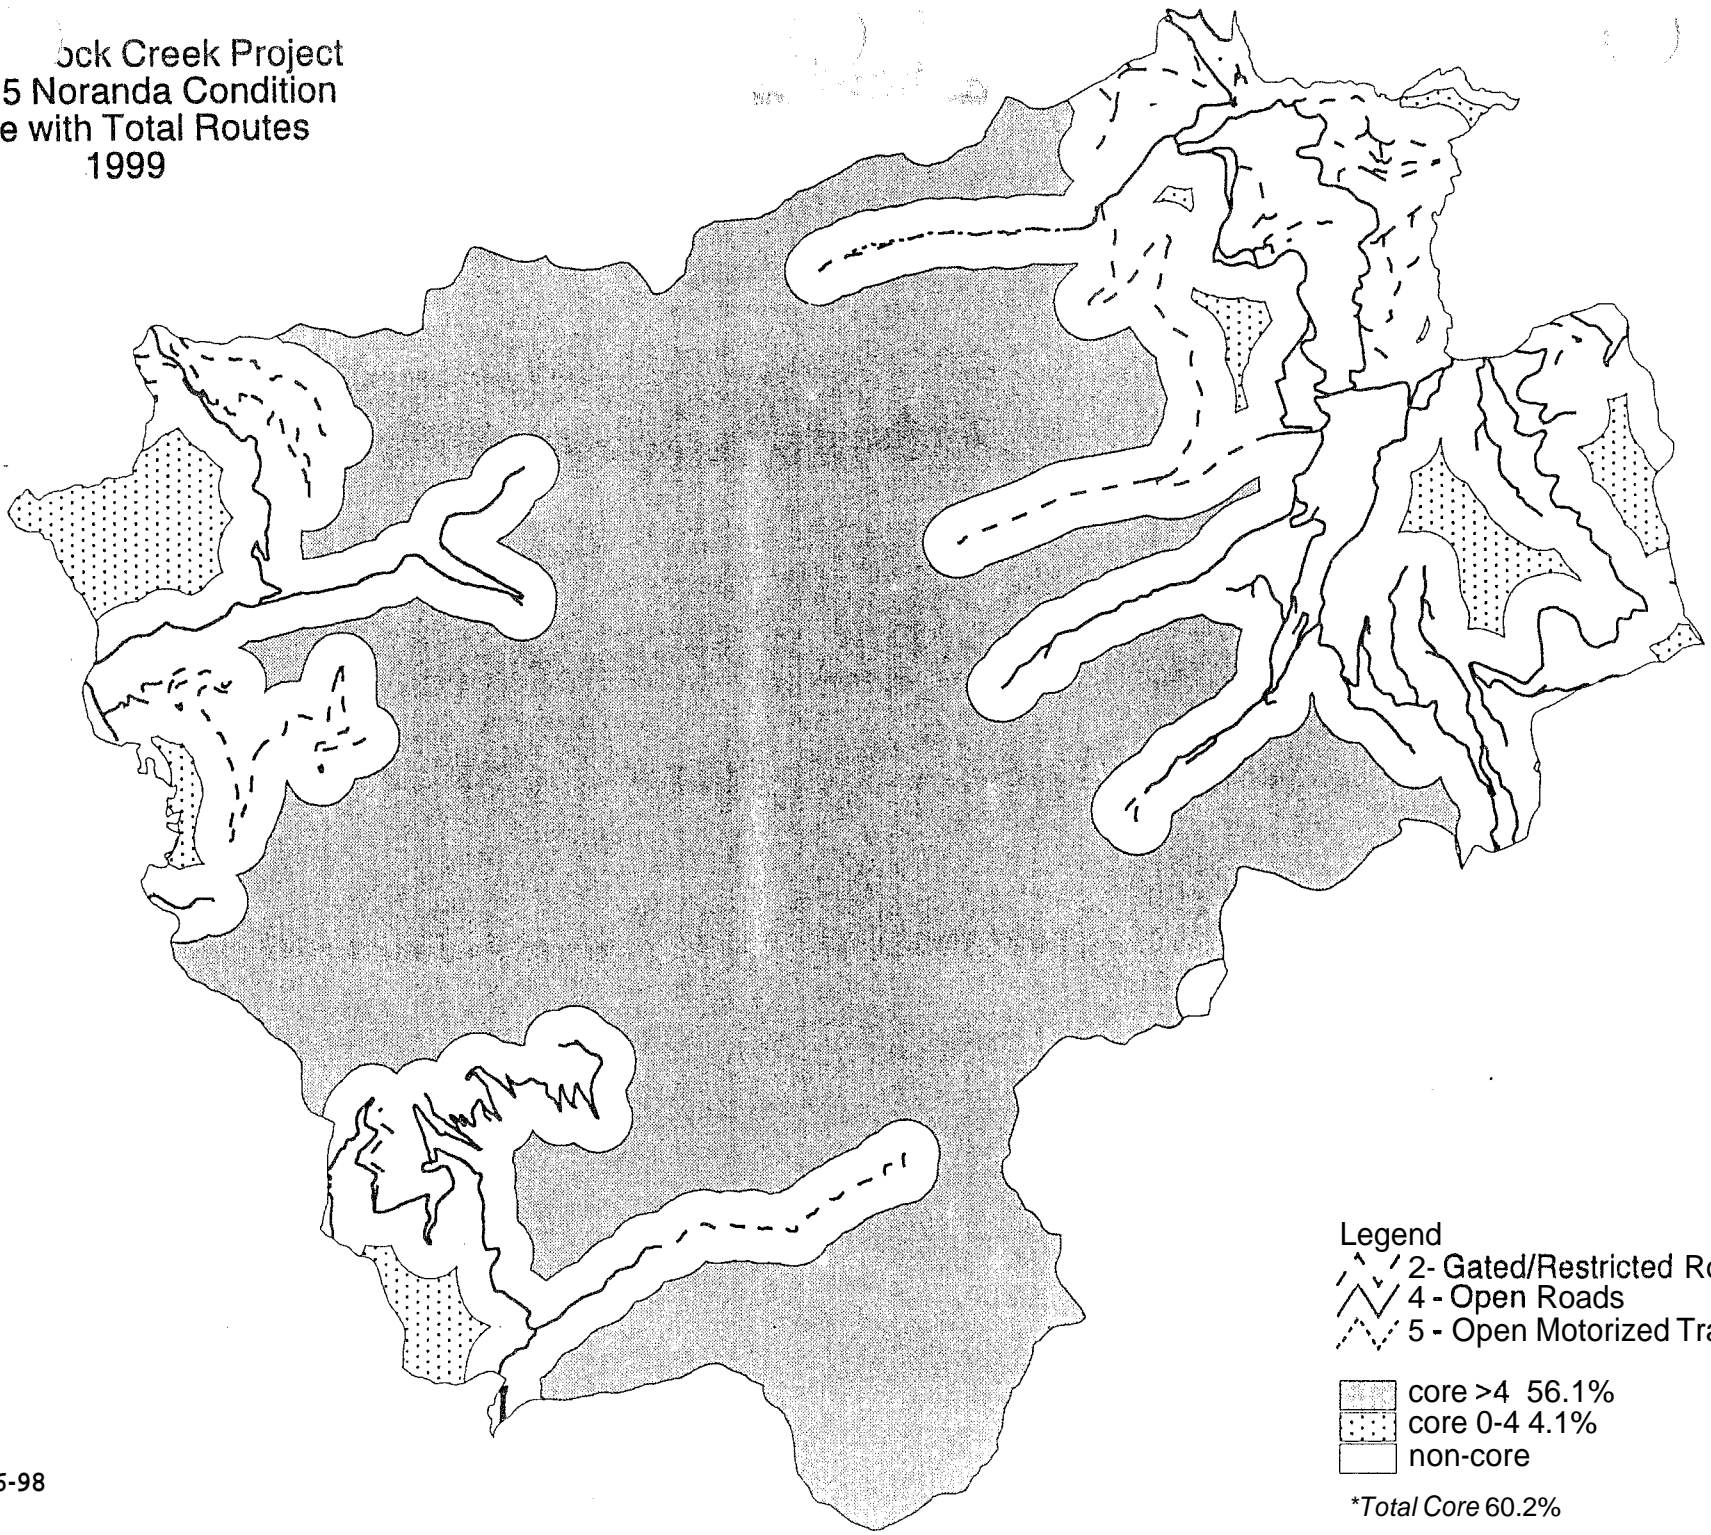 ock Creek Project
5 Noranda Condition
e with Total Routes
1999
Legend
2- Gated/Restricted Ro
4 - Open Roads
5 - Open Motorized Tra
core >4 56.1%
core 0-4 4.1%
non-core
*Total Core 60.2%
-98